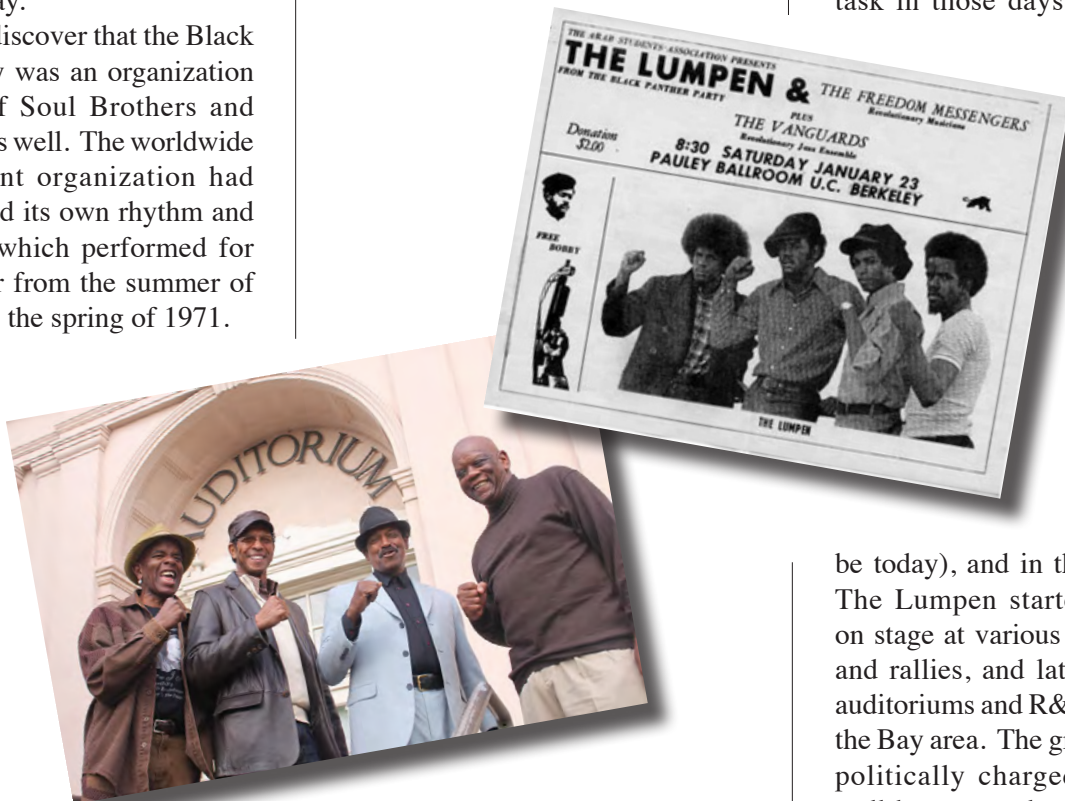 ay.
discover that the Black
was an organization
f Soul Brothers and
s well. The worldwide
nt organization had
d its own rhythm and
which performed for
r from the summer of
the spring of 1971.
task in those days
THE ARAB STUDENTS ASSOCIATION PRESENTS
THE LUMPEN &
FROM THE BLACK PANTHER PARTY
THE FREEDOM MESSENGERS
Revolutionary Musicians
PLUS
THE VANGUARDS
Revolutionary Jazz Ensemble
Donation
$2.00
8:30 SATURDAY JANUARY 23
PAULEY BALLROOM U.C. BERKELEY
FREE
BOBBY
THE LUMPEN
AUDITORIUM
be today), and in th
The Lumpen starte
on stage at various
and rallies, and lat
auditoriums and R&
the Bay area. The g
politically charged